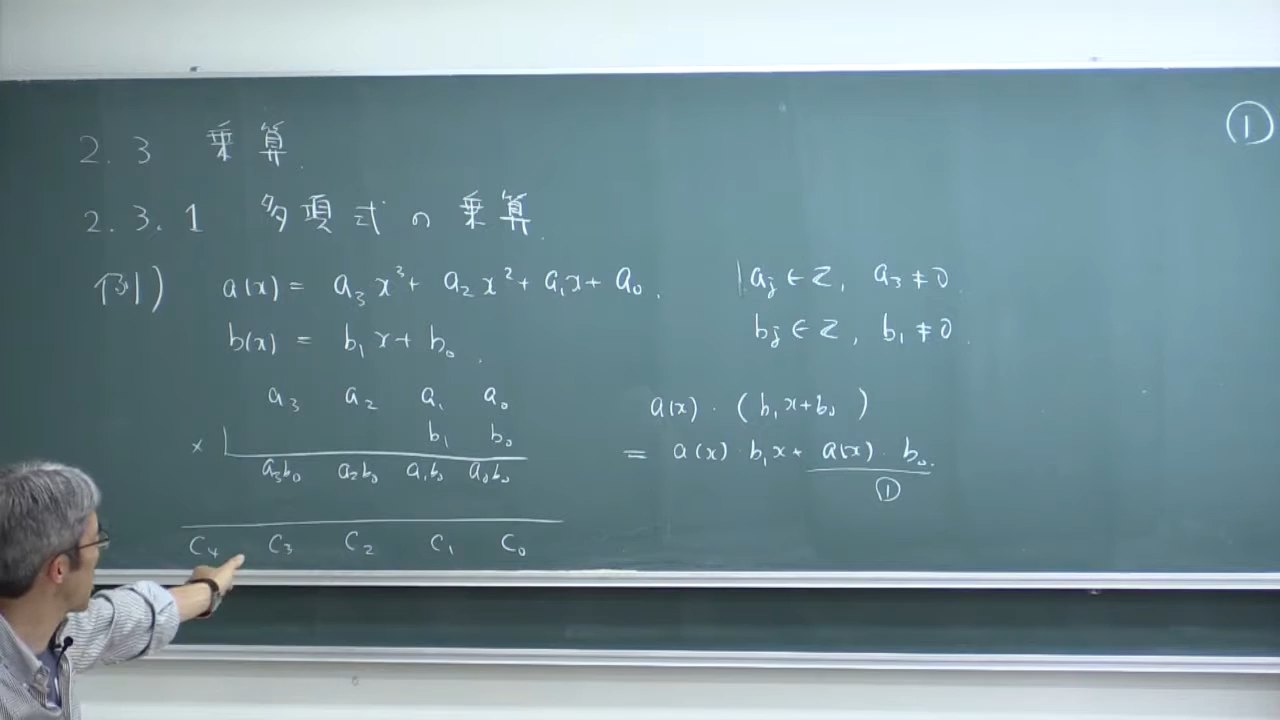 ①
2.3 乗算.
2.3.1 多項式の乗算.
例) a(x) = a₃x³+ a₂x²+ a₁x+ a₀. | aⱼ ∈ Z, a₃≠0.
b(x) = b₁x+ b₀. bⱼ ∈ Z, b₁≠0.
a₃ a₂ a₁ a₀
× b₁ b₀
a₃b₀ a₂b₀ a₁b₀ a₀b₀
C₄ C₃ C₂ C₁ C₀
a(x)・(b₁x+b₀)
= a(x)・b₁x+ a(x)・b₀.
①